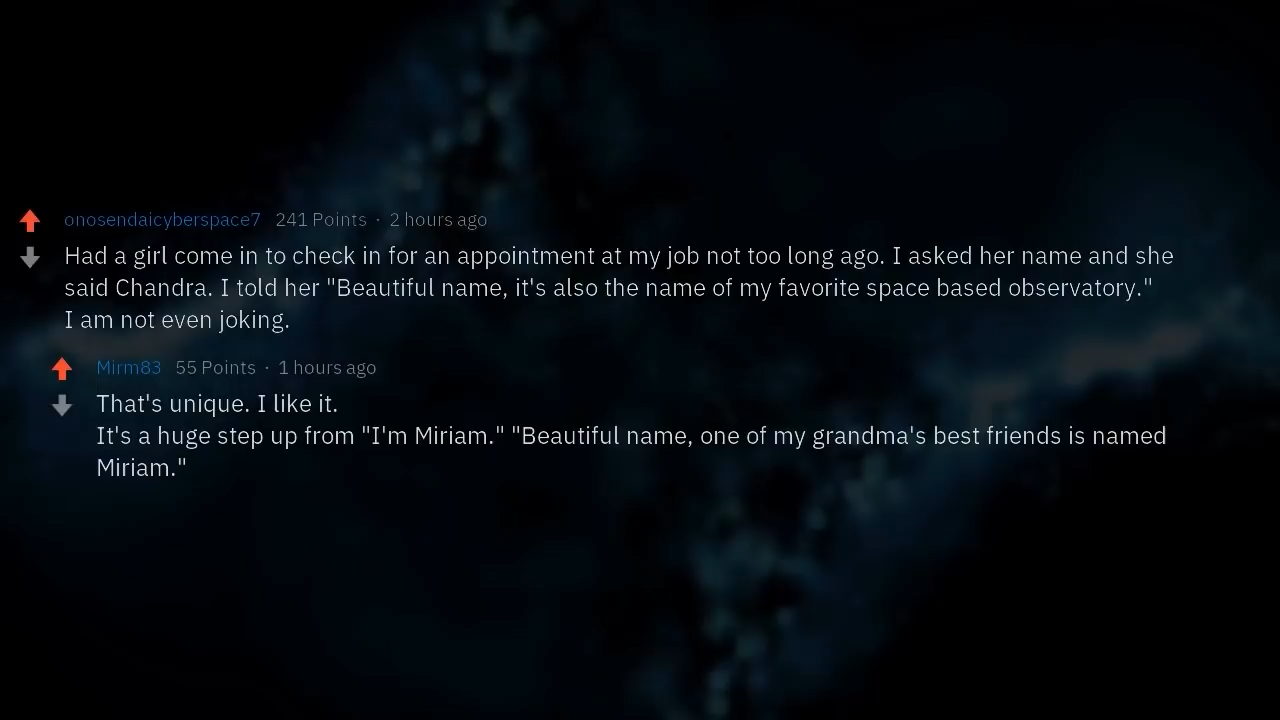 onosendaicyberspace7 241 Points · 2 hours ago
Had a girl come in to check in for an appointment at my job not too long ago. I asked her name and she
said Chandra. I told her "Beautiful name, it's also the name of my favorite space based observatory."
I am not even joking.
Mirm83 55 Points · 1 hours ago
That's unique. I like it.
It's a huge step up from "I'm Miriam." "Beautiful name, one of my grandma's best friends is named
Miriam."